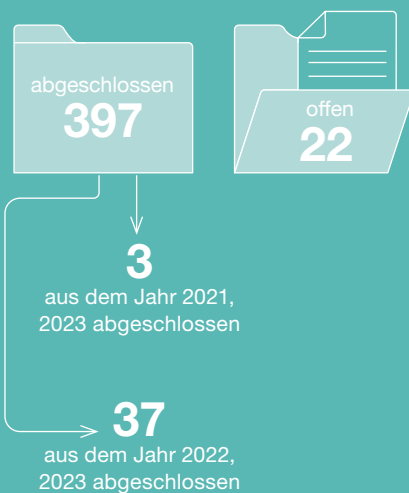 abgeschlossen
397
offen
22
3
aus dem Jahr 2021,
2023 abgeschlossen
37
aus dem Jahr 2022,
2023 abgeschlossen